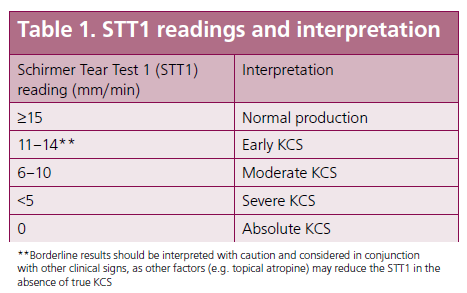 Table 1. STT1 readings and interpretation
Schirmer Tear Test 1 (STT1)
reading (mm/min)
Interpretation
≥15
Normal production
11–14**
Early KCS
6–10
Moderate KCS
<5
Severe KCS
0
Absolute KCS
**Borderline results should be interpreted with caution and considered in conjunction
with other clinical signs, as other factors (e.g. topical atropine) may reduce the STT1 in the
absence of true KCS